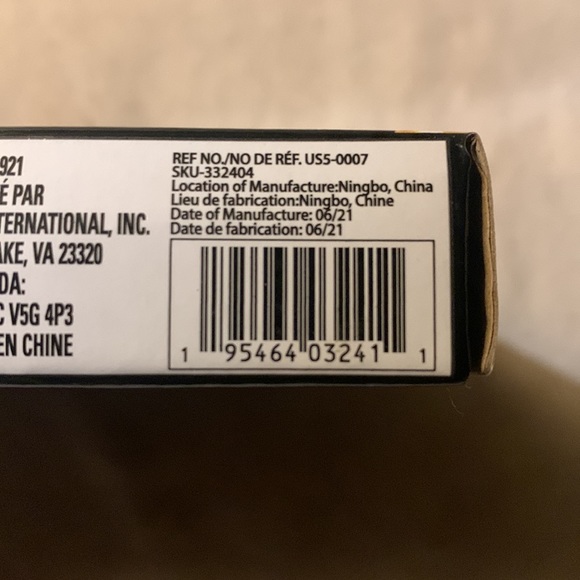 921
É PAR
TERNATIONAL, INC.
AKE, VA 23320
DA:
C V5G 4P3
EN CHINE
REF NO./NO DE RÉF. US5-0007
SKU-332404
Location of Manufacture:Ningbo, China
Lieu de fabrication:Ningbo, Chine
Date of Manufacture: 06/21
Date de fabrication: 06/21
1 95464 03241 1